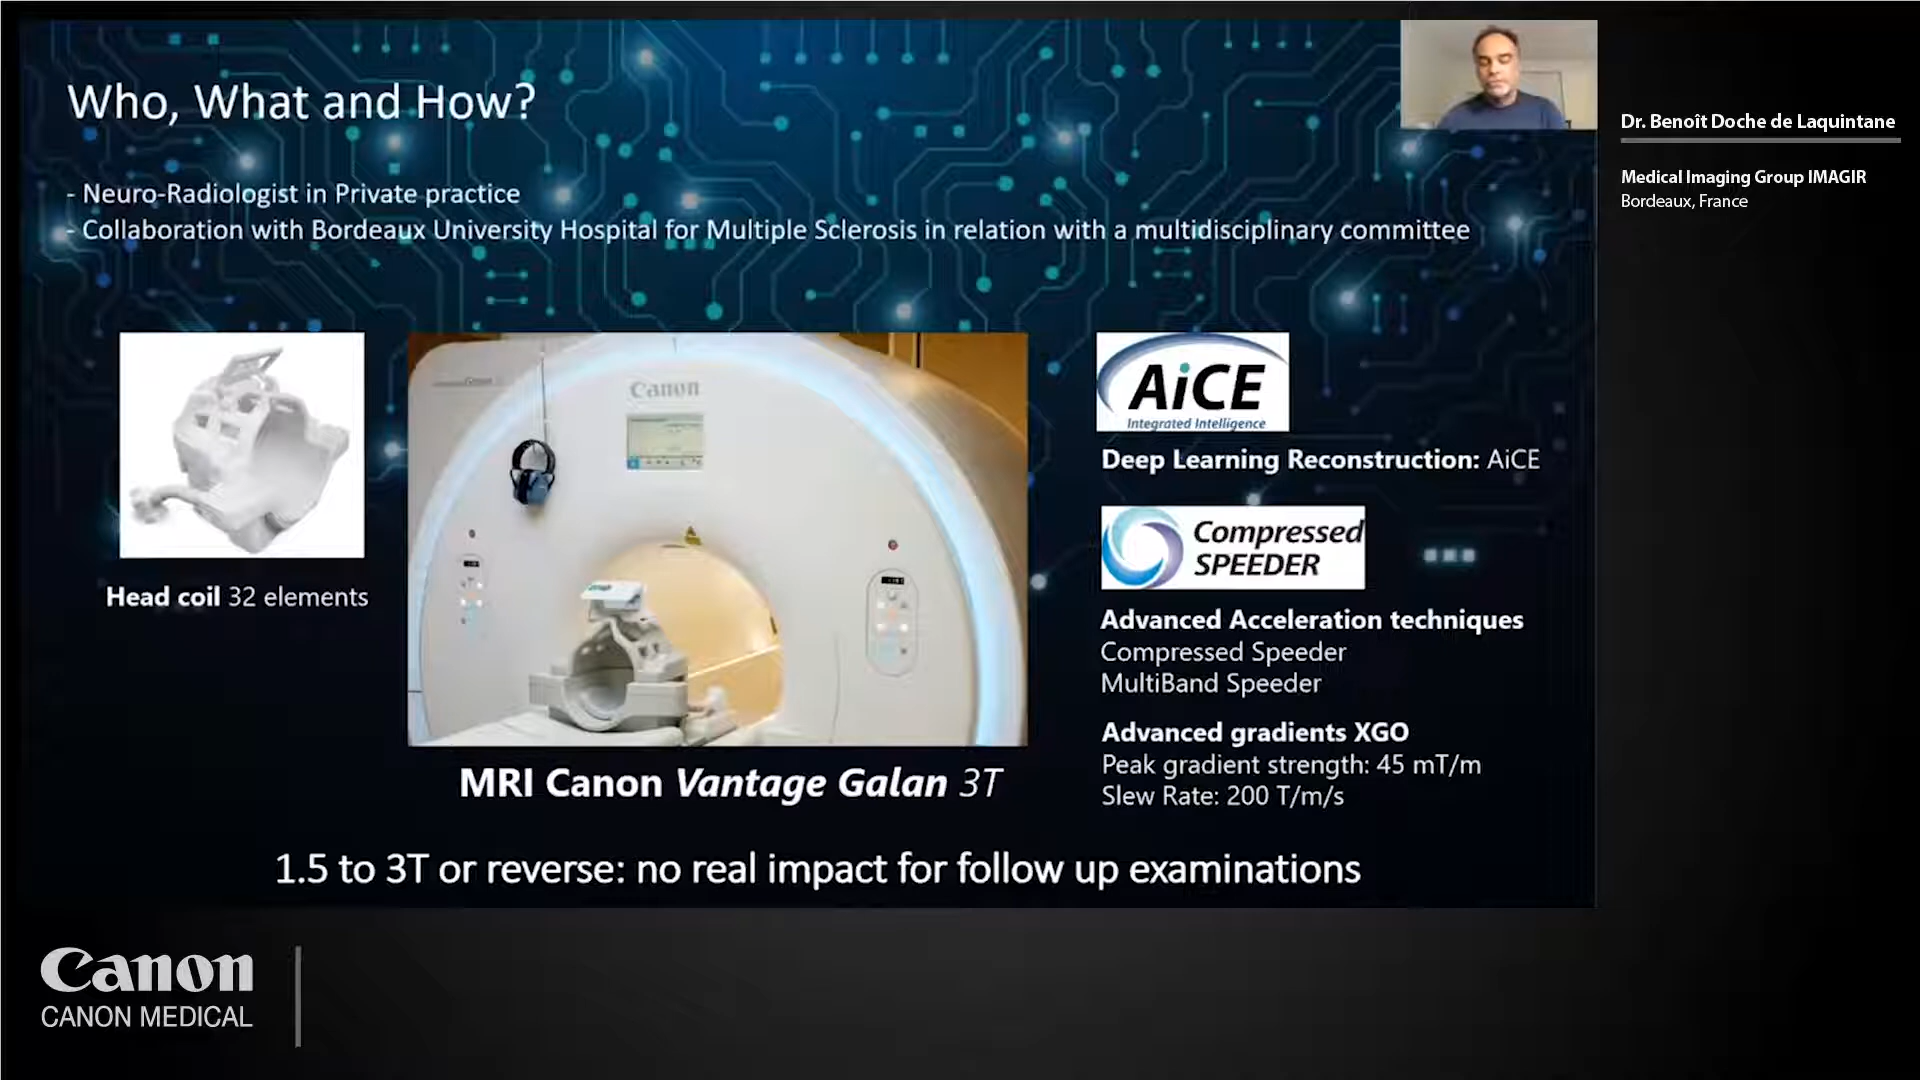 Who, What and How?
- Neuro-Radiologist in Private practice
- Collaboration with Bordeaux University Hospital for Multiple Sclerosis in relation with a multidisciplinary committee
Dr. Benoît Doche de Laquintane
Medical Imaging Group IMAGIR
Bordeaux, France
Head coil 32 elements
Canon
MRI Canon Vantage Galan 3T
AiCE
Integrated Intelligence
Deep Learning Reconstruction: AiCE
Compressed
SPEEDER
Advanced Acceleration techniques
Compressed Speeder
MultiBand Speeder
Advanced gradients XGO
Peak gradient strength: 45 mT/m
Slew Rate: 200 T/m/s
1.5 to 3T or reverse: no real impact for follow up examinations
Canon
CANON MEDICAL